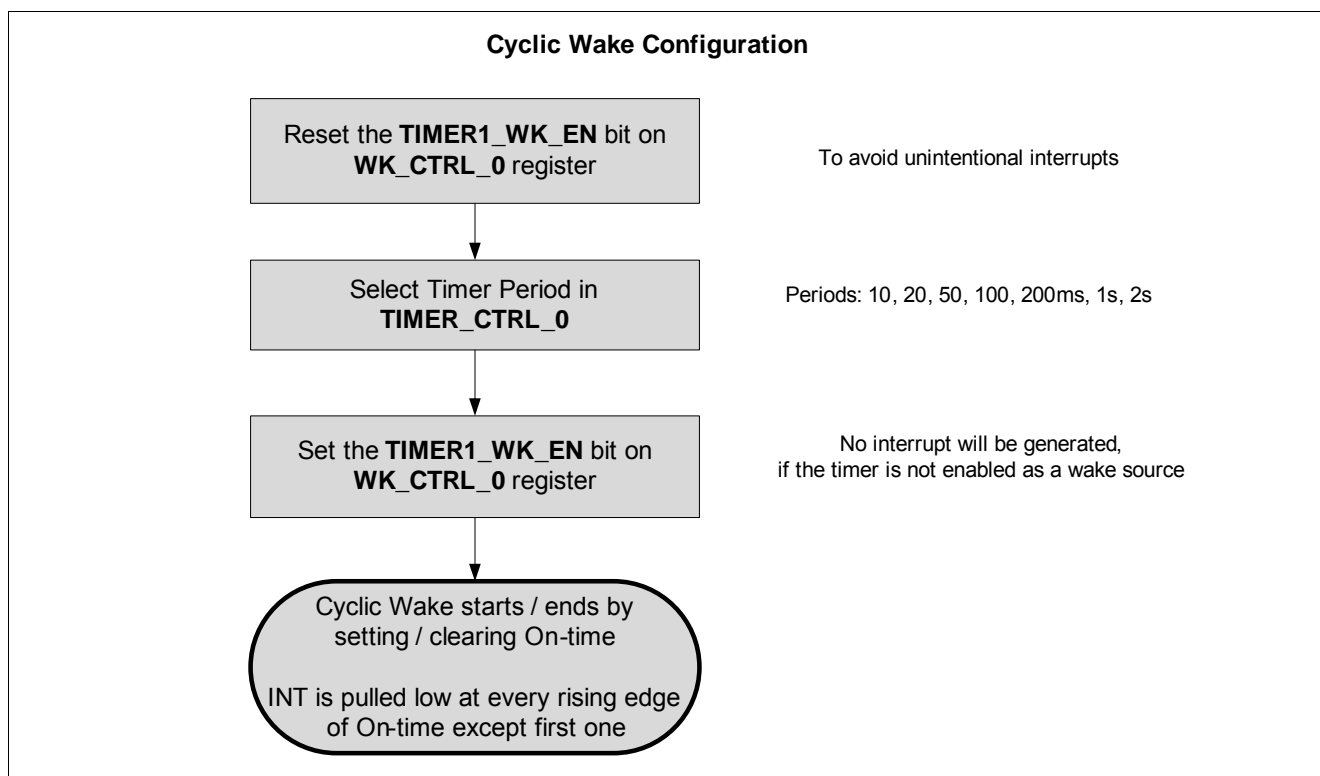 Cyclic Wake Configuration
Reset the TIMER1_WK_EN bit on
WK_CTRL_0 register
To avoid unintentional interrupts
Select Timer Period in
TIMER_CTRL_0
Periods: 10, 20, 50, 100, 200ms, 1s, 2s
Set the TIMER1_WK_EN bit on
WK_CTRL_0 register
No interrupt will be generated,
if the timer is not enabled as a wake source
Cyclic Wake starts / ends by
setting / clearing On-time
INT is pulled low at every rising edge
of On-time except first one